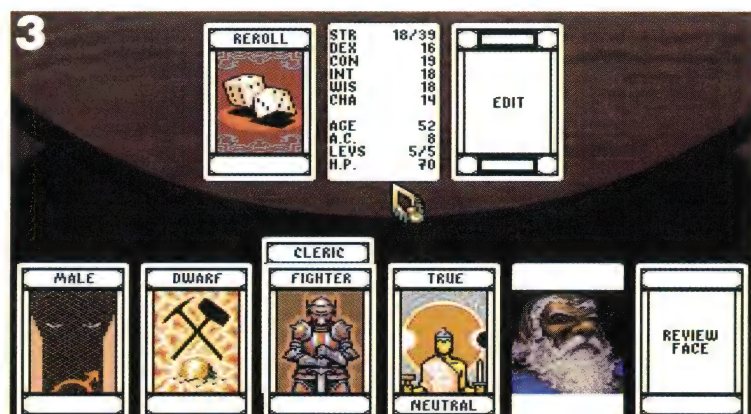 3
REROLL
STR 18/39
DEX 16
CON 19
INT 18
WIS 18
CHA 14
AGE 52
A.C. 8
LEVS 5/5
H.P. 70
EDIT
CLERIC
MALE
DWARF
FIGHTER
TRUE
NEUTRAL
REVIEW
FACE